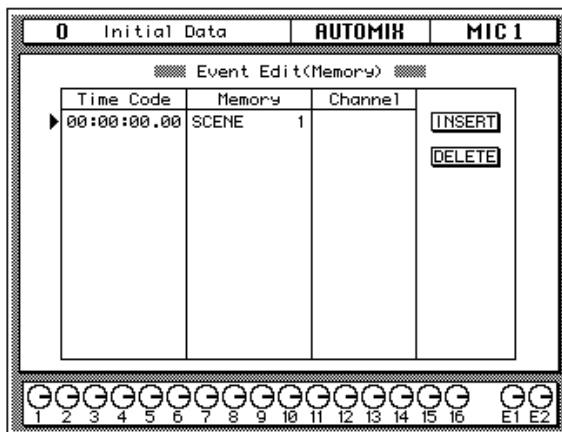 0 Initial Data AUTOMIX MIC 1
Event Edit(Memory)
Time Code Memory Channel
00:00:00.00 SCENE 1
INSERT
DELETE
1 2 3 4 5 6 7 8 9 10 11 12 13 14 15 16 E1 E2